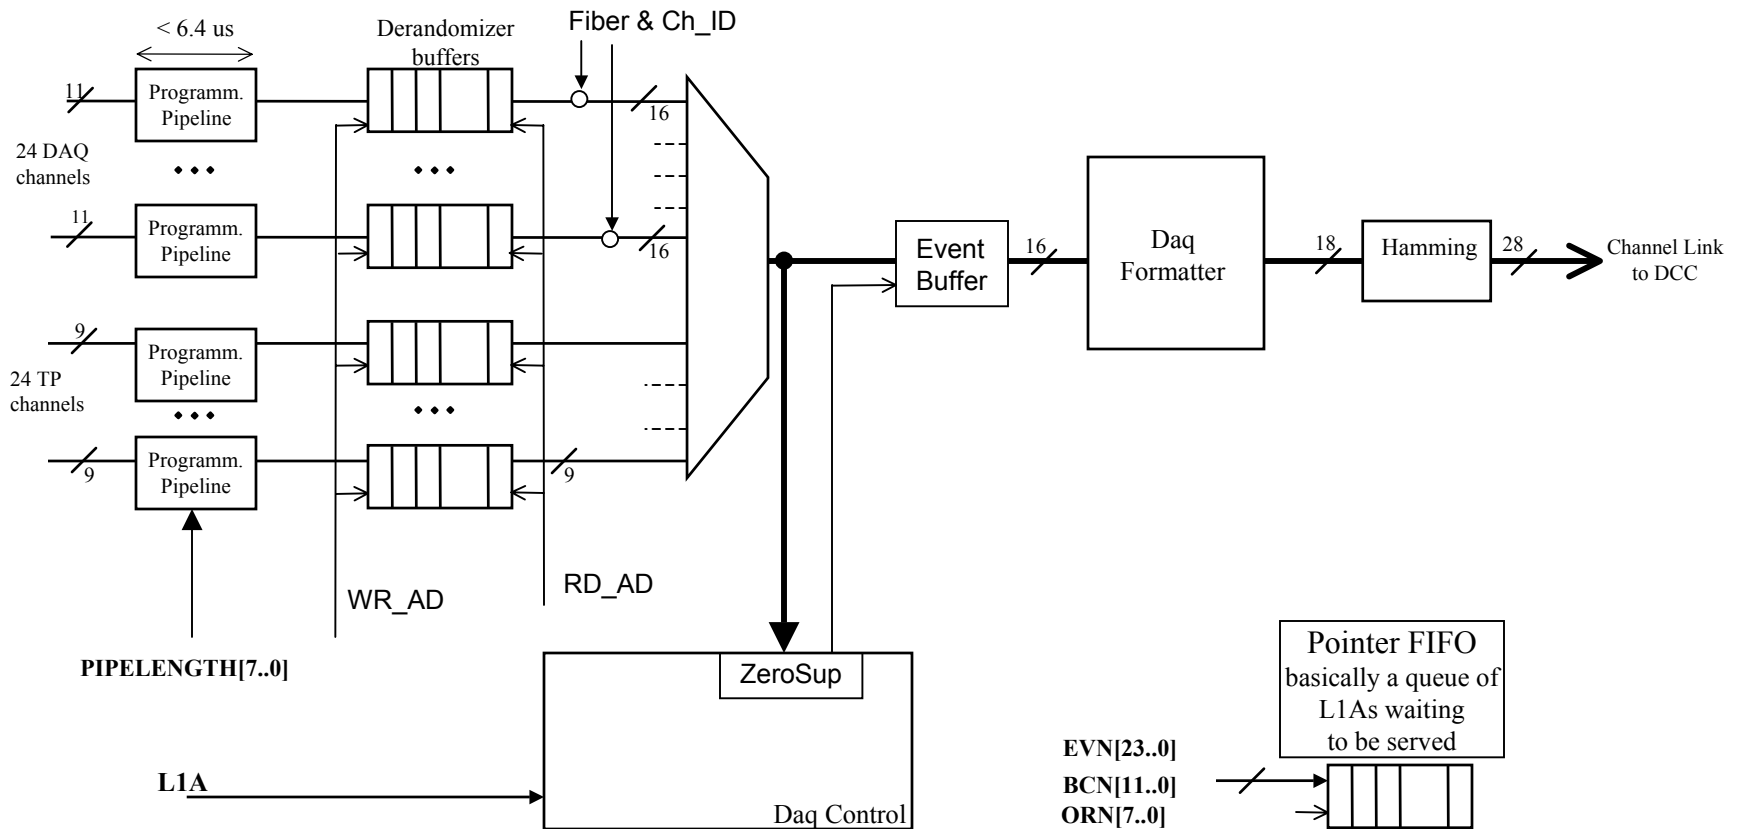 < 6.4 us
Derandomizer
buffers
Fiber & Ch_ID
11
Programm.
Pipeline
16
24 DAQ
channels
11
Programm.
Pipeline
16
Event
Buffer
16
Daq
Formatter
18
Hamming
28
Channel Link
to DCC
9
Programm.
Pipeline
24 TP
channels
9
Programm.
Pipeline
9
WR_AD
RD_AD
PIPELENGTH[7..0]
ZeroSup
L1A
Daq Control
Pointer FIFO
basically a queue of
L1As waiting
to be served
EVN[23..0]
BCN[11..0]
ORN[7..0]